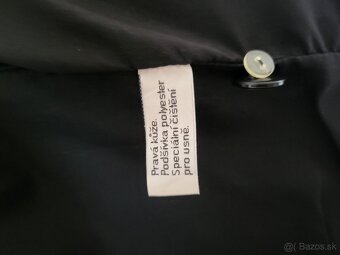 Pravá kůže.
Podšívka polyester
Speciální čištění
pro usně.
Bazos.sk